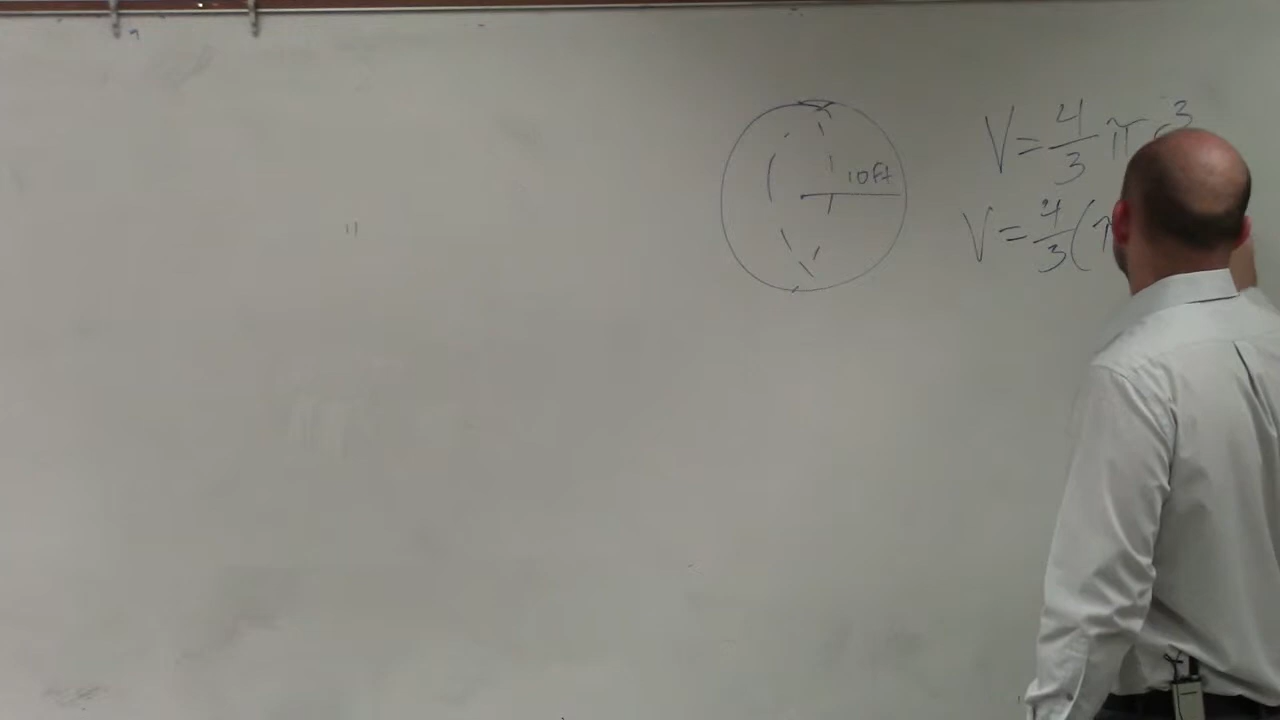 10ft
V = 4/3 π r³
V = 4/3 (π